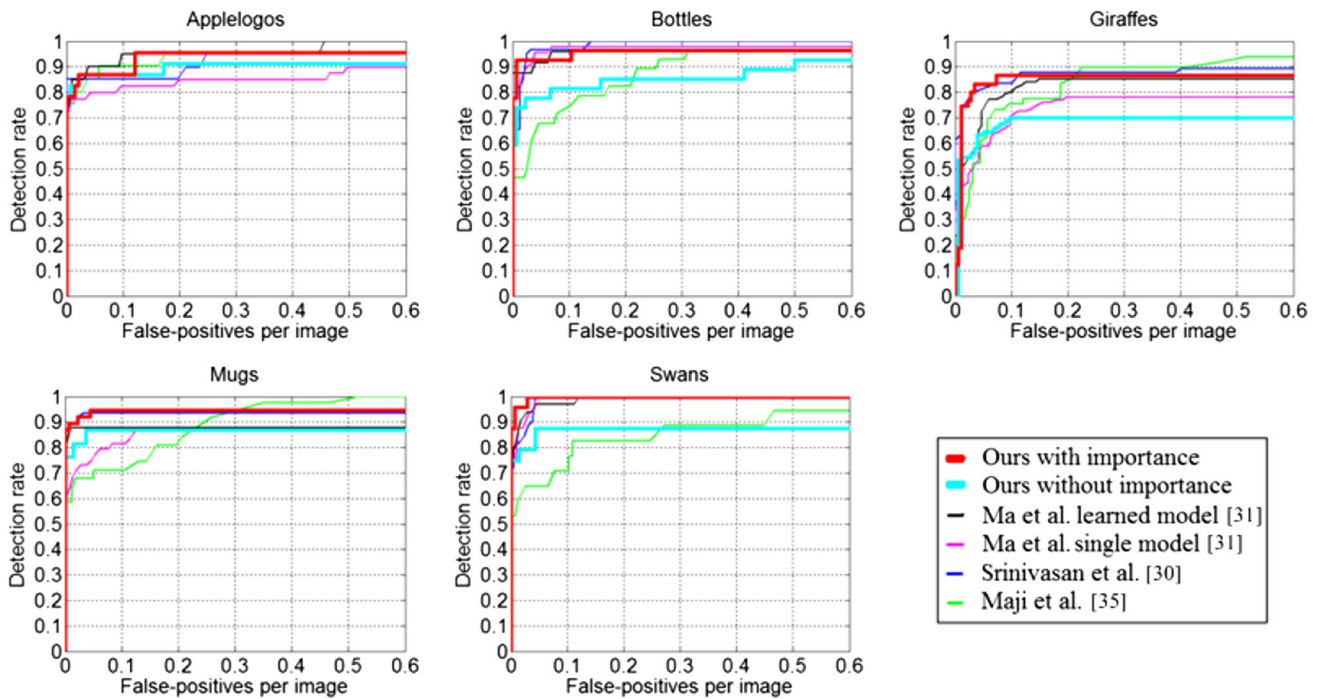 Applelogos
Detection rate
1
0.9
0.8
0.7
0.6
0.5
0.4
0.3
0.2
0.1
0
0 0.1 0.2 0.3 0.4 0.5 0.6
False-positives per image
Bottles
Detection rate
1
0.9
0.8
0.7
0.6
0.5
0.4
0.3
0.2
0.1
0
0 0.1 0.2 0.3 0.4 0.5 0.6
False-positives per image
Giraffes
Detection rate
1
0.9
0.8
0.7
0.6
0.5
0.4
0.3
0.2
0.1
0
0 0.1 0.2 0.3 0.4 0.5 0.6
False-positives per image
Mugs
Detection rate
1
0.9
0.8
0.7
0.6
0.5
0.4
0.3
0.2
0.1
0
0 0.1 0.2 0.3 0.4 0.5 0.6
False-positives per image
Swans
Detection rate
1
0.9
0.8
0.7
0.6
0.5
0.4
0.3
0.2
0.1
0
0 0.1 0.2 0.3 0.4 0.5 0.6
False-positives per image
Ours with importance
Ours without importance
Ma et al. learned model [31]
Ma et al. single model [31]
Srinivasan et al. [30]
Maji et al. [35]